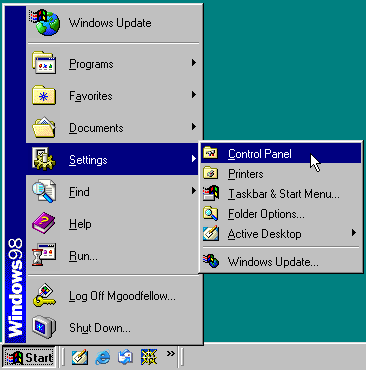 Windows Update
Programs
Favorites
Documents
Settings
Find
Help
Run...
Log Off Mgoodfellow...
Shut Down...
Windows98
Control Panel
Printers
Taskbar & Start Menu...
Folder Options...
Active Desktop
Windows Update...
Start
»